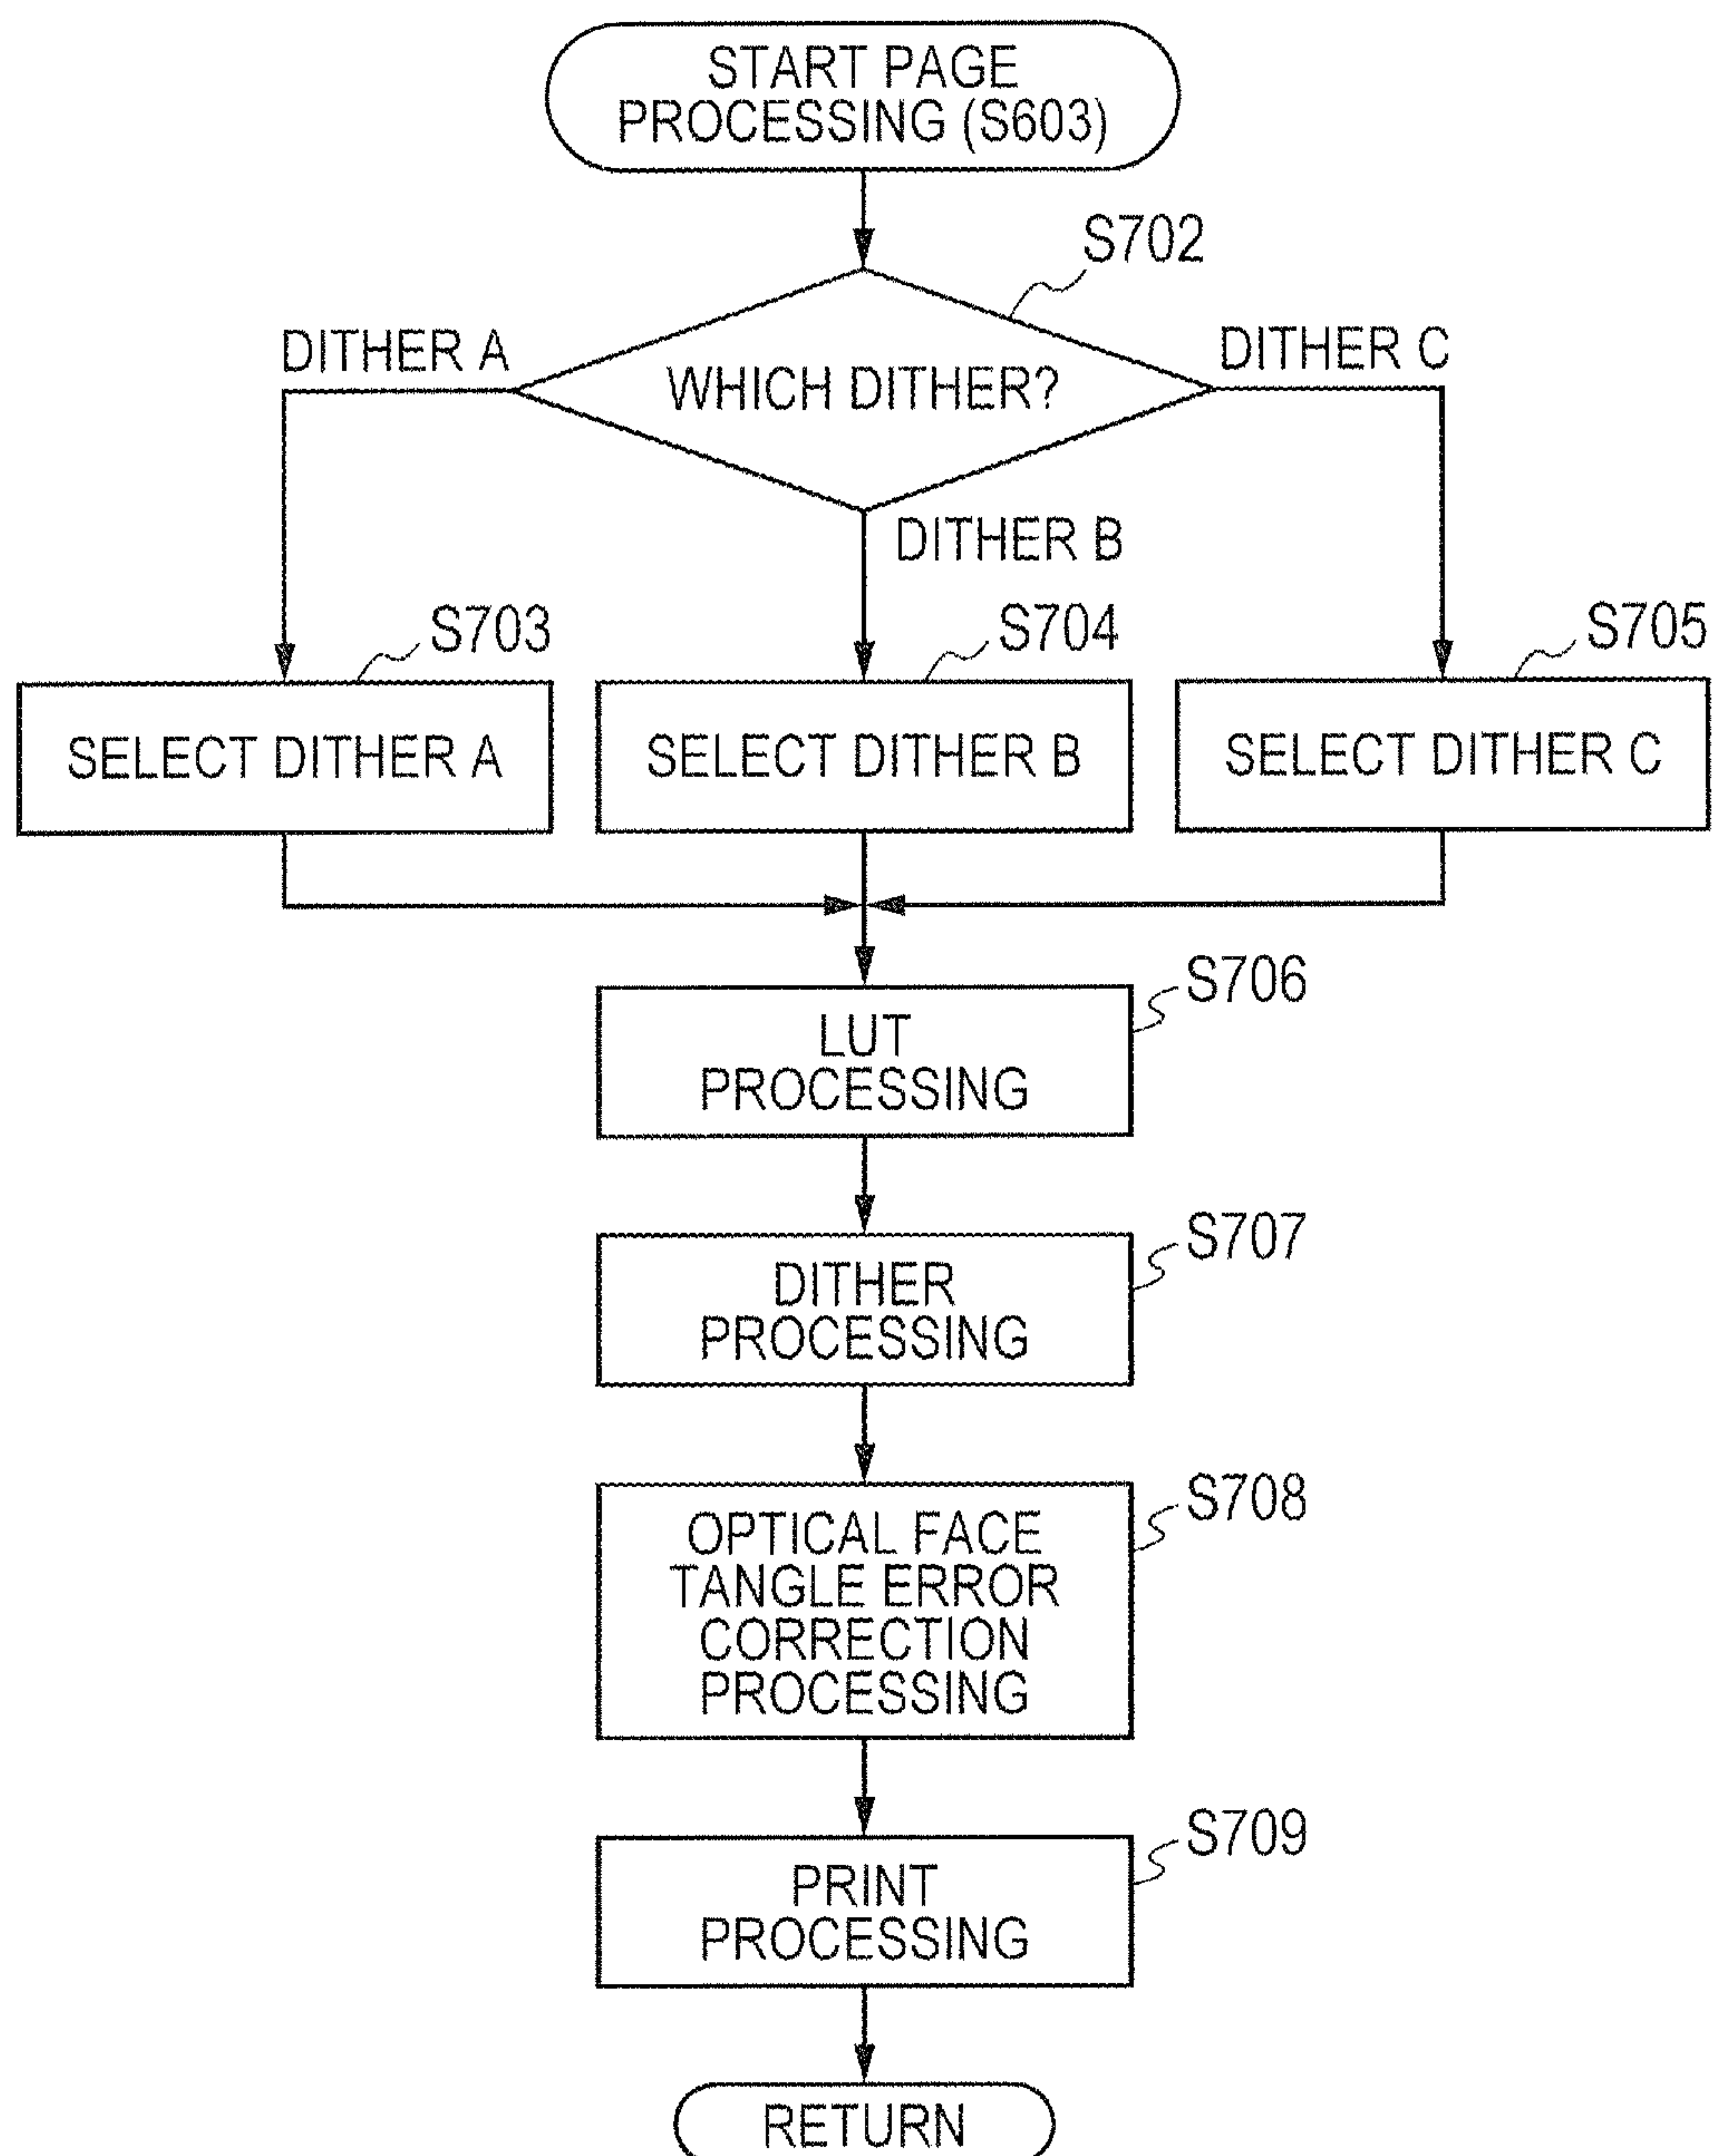 START PAGE
PROCESSING (S603)
S702
DITHER A
WHICH DITHER?
DITHER C
DITHER B
S703
S704
S705
SELECT DITHER A
SELECT DITHER B
SELECT DITHER C
S706
LUT
PROCESSING
S707
DITHER
PROCESSING
S708
OPTICAL FACE
TANGLE ERROR
CORRECTION
PROCESSING
S709
PRINT
PROCESSING
RETURN